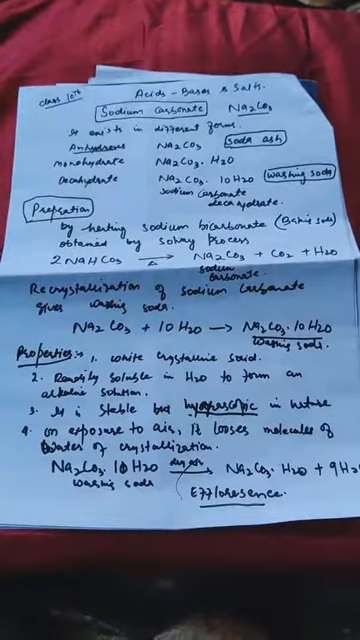 Class 10th
Acids - Bases & Salts.
Sodium Carbonate Na2CO3
It exists in different forms.
Anhydrous Na2CO3 soda ash
monohydrate Na2CO3. H2O
Decahydrate Na2CO3. 10H2O washing soda
sodium carbonate
decahydrate.
Prepration
by heating sodium bicarbonate (Baking soda)
obtained by solvay process
2NaHCO3 → Δ Na2CO3 + CO2 + H2O
sodium
carbonate.
Recrystallization of sodium carbonate
gives washing soda.
Na2CO3 + 10H2O → Na2CO3.10H2O
washing soda.
Properties:- 1. white crystalline solid.
2. Readily soluble in H2O to form an
alkaline solution.
3. It is stable but hygroscopic in nature
4. on exposure to air, it looses molecules of
water of crystallization.
Na2CO3. 10H2O → dry air Na2CO3. H2O + 9H2O
washing soda
Efflorescence.